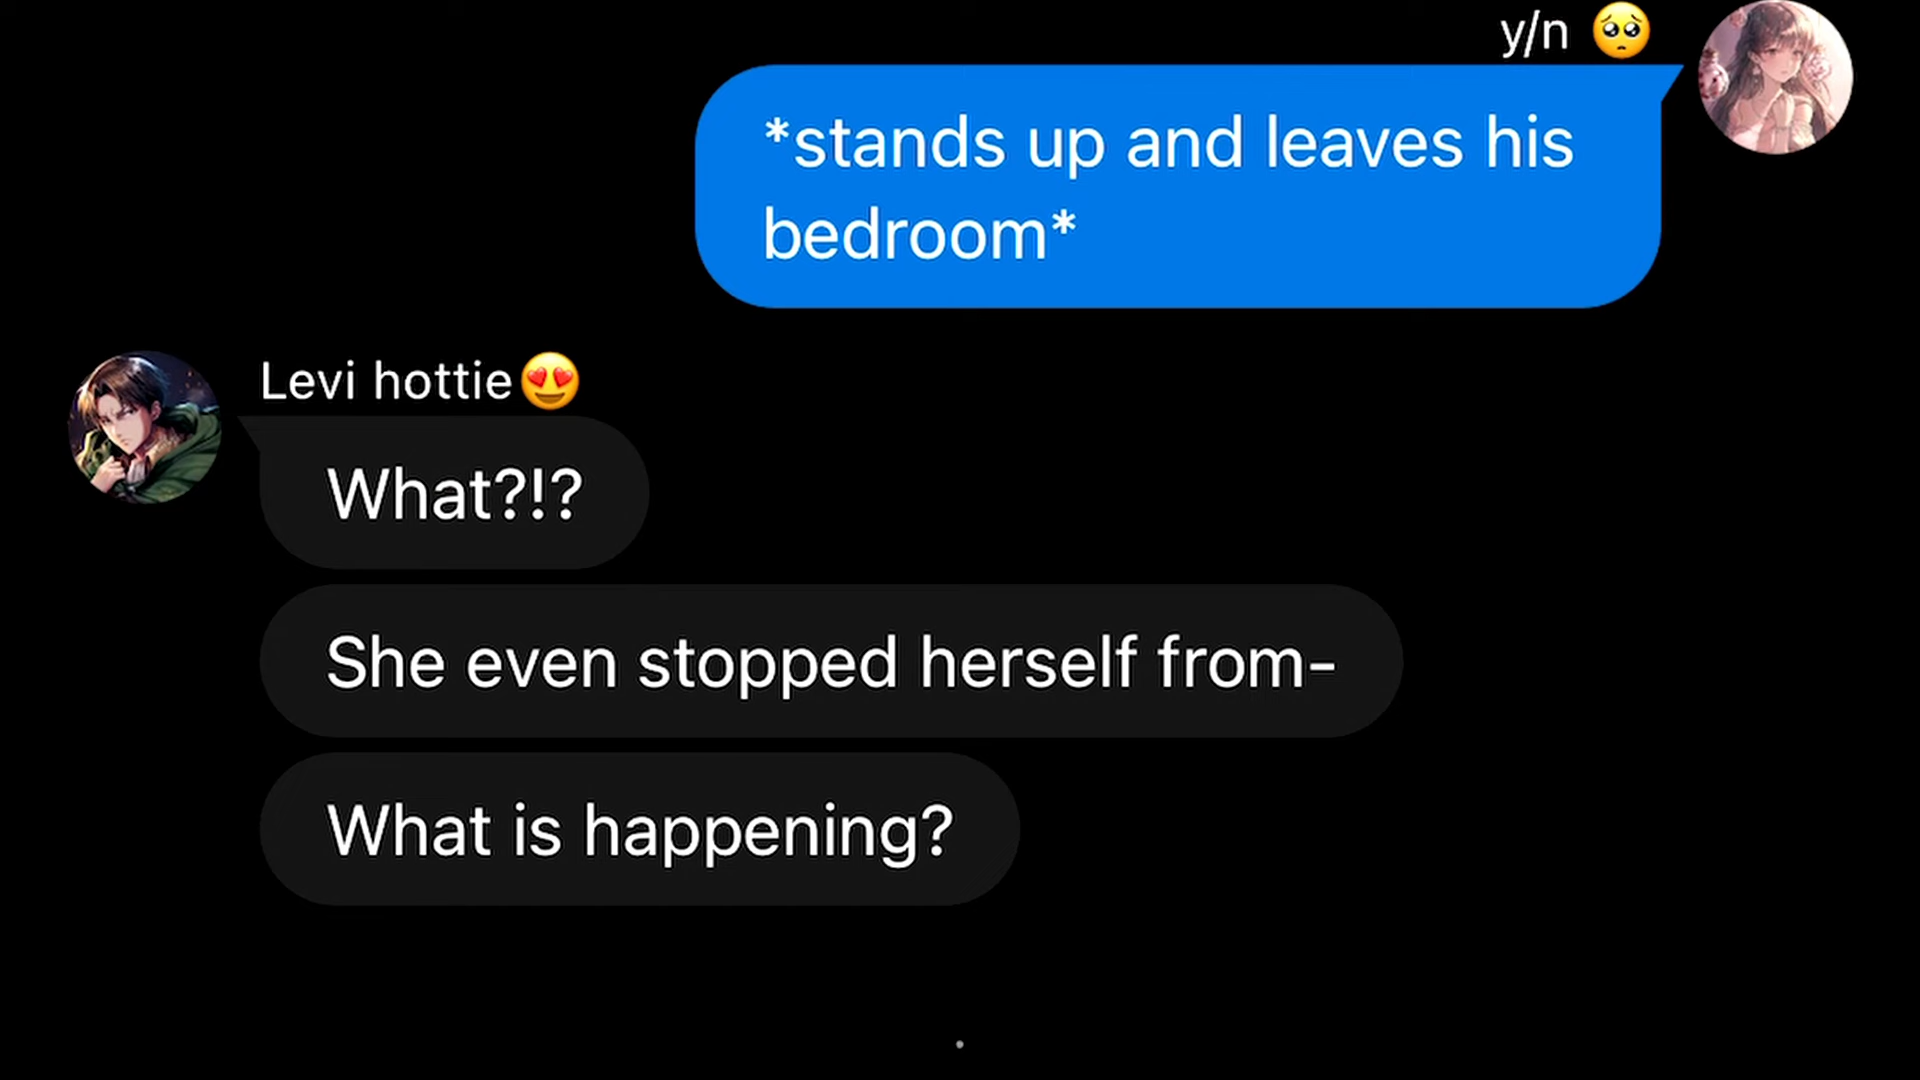 y/n 🥺
*stands up and leaves his
bedroom*
Levi hottie😍
What?!?
She even stopped herself from-
What is happening?